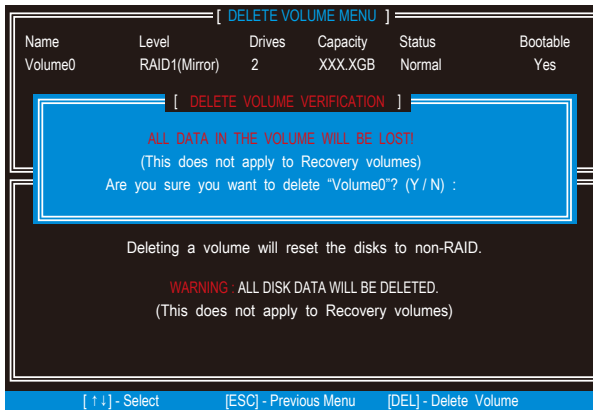 [ DELETE VOLUME MENU ]
Name Level Drives Capacity Status Bootable
Volume0 RAID1(Mirror) 2 XXX.XGB Normal Yes
[ DELETE VOLUME VERIFICATION ]
ALL DATA IN THE VOLUME WILL BE LOST!
(This does not apply to Recovery volumes)
Are you sure you want to delete “Volume0”? (Y / N) :
Deleting a volume will reset the disks to non-RAID.
WARNING : ALL DISK DATA WILL BE DELETED.
(This does not apply to Recovery volumes)
[ ↑↓] - Select [ESC] - Previous Menu [DEL] - Delete Volume